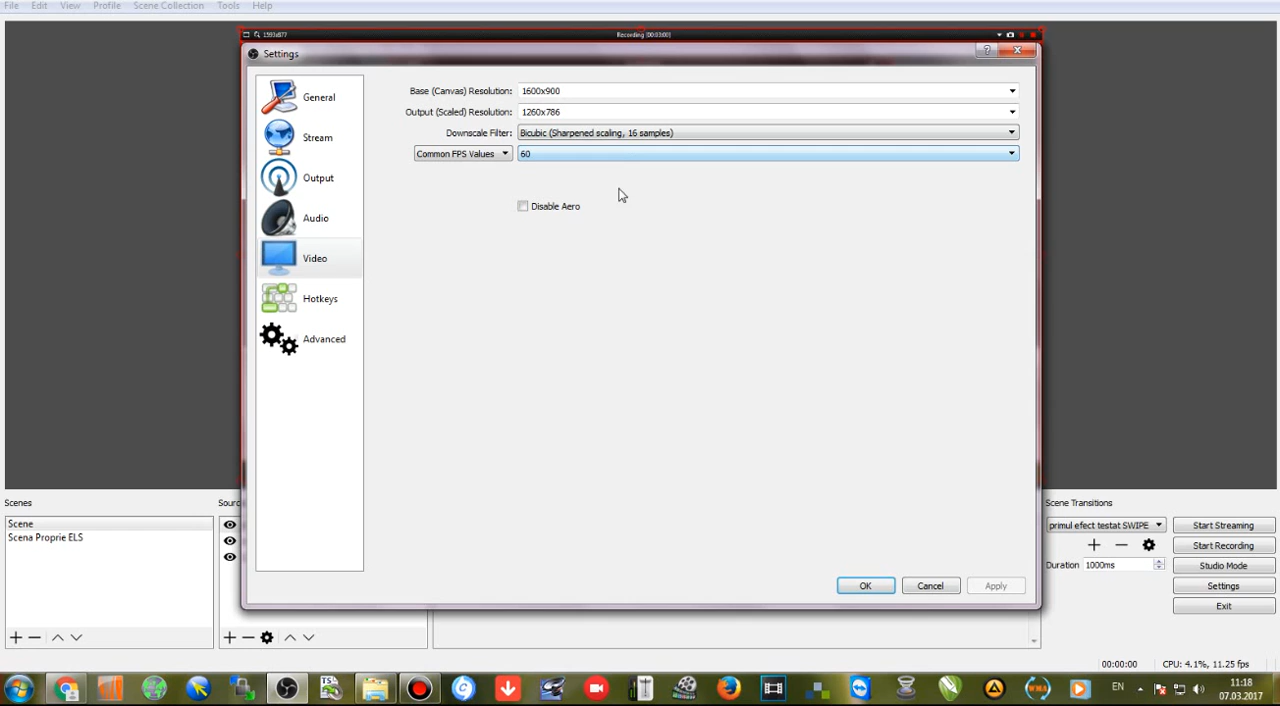 File Edit View Profile Scene Collection Tools Help
1593x877 Recording [00:03:00]
Settings
General
Stream
Output
Audio
Video
Hotkeys
Advanced
Base (Canvas) Resolution: 1600x900
Output (Scaled) Resolution: 1260x786
Downscale Filter: Bicubic (Sharpened scaling, 16 samples)
Common FPS Values 60
Disable Aero
OK Cancel Apply
Scenes
Scene
Scena Proprie ELS
Sourc
Scene Transitions
primul efect testat SWIPE
Duration 1000ms
Start Streaming
Start Recording
Studio Mode
Settings
Exit
00:00:00 CPU: 4.1%, 11.25 fps
TS
WMA
EN
11:18
07.03.2017